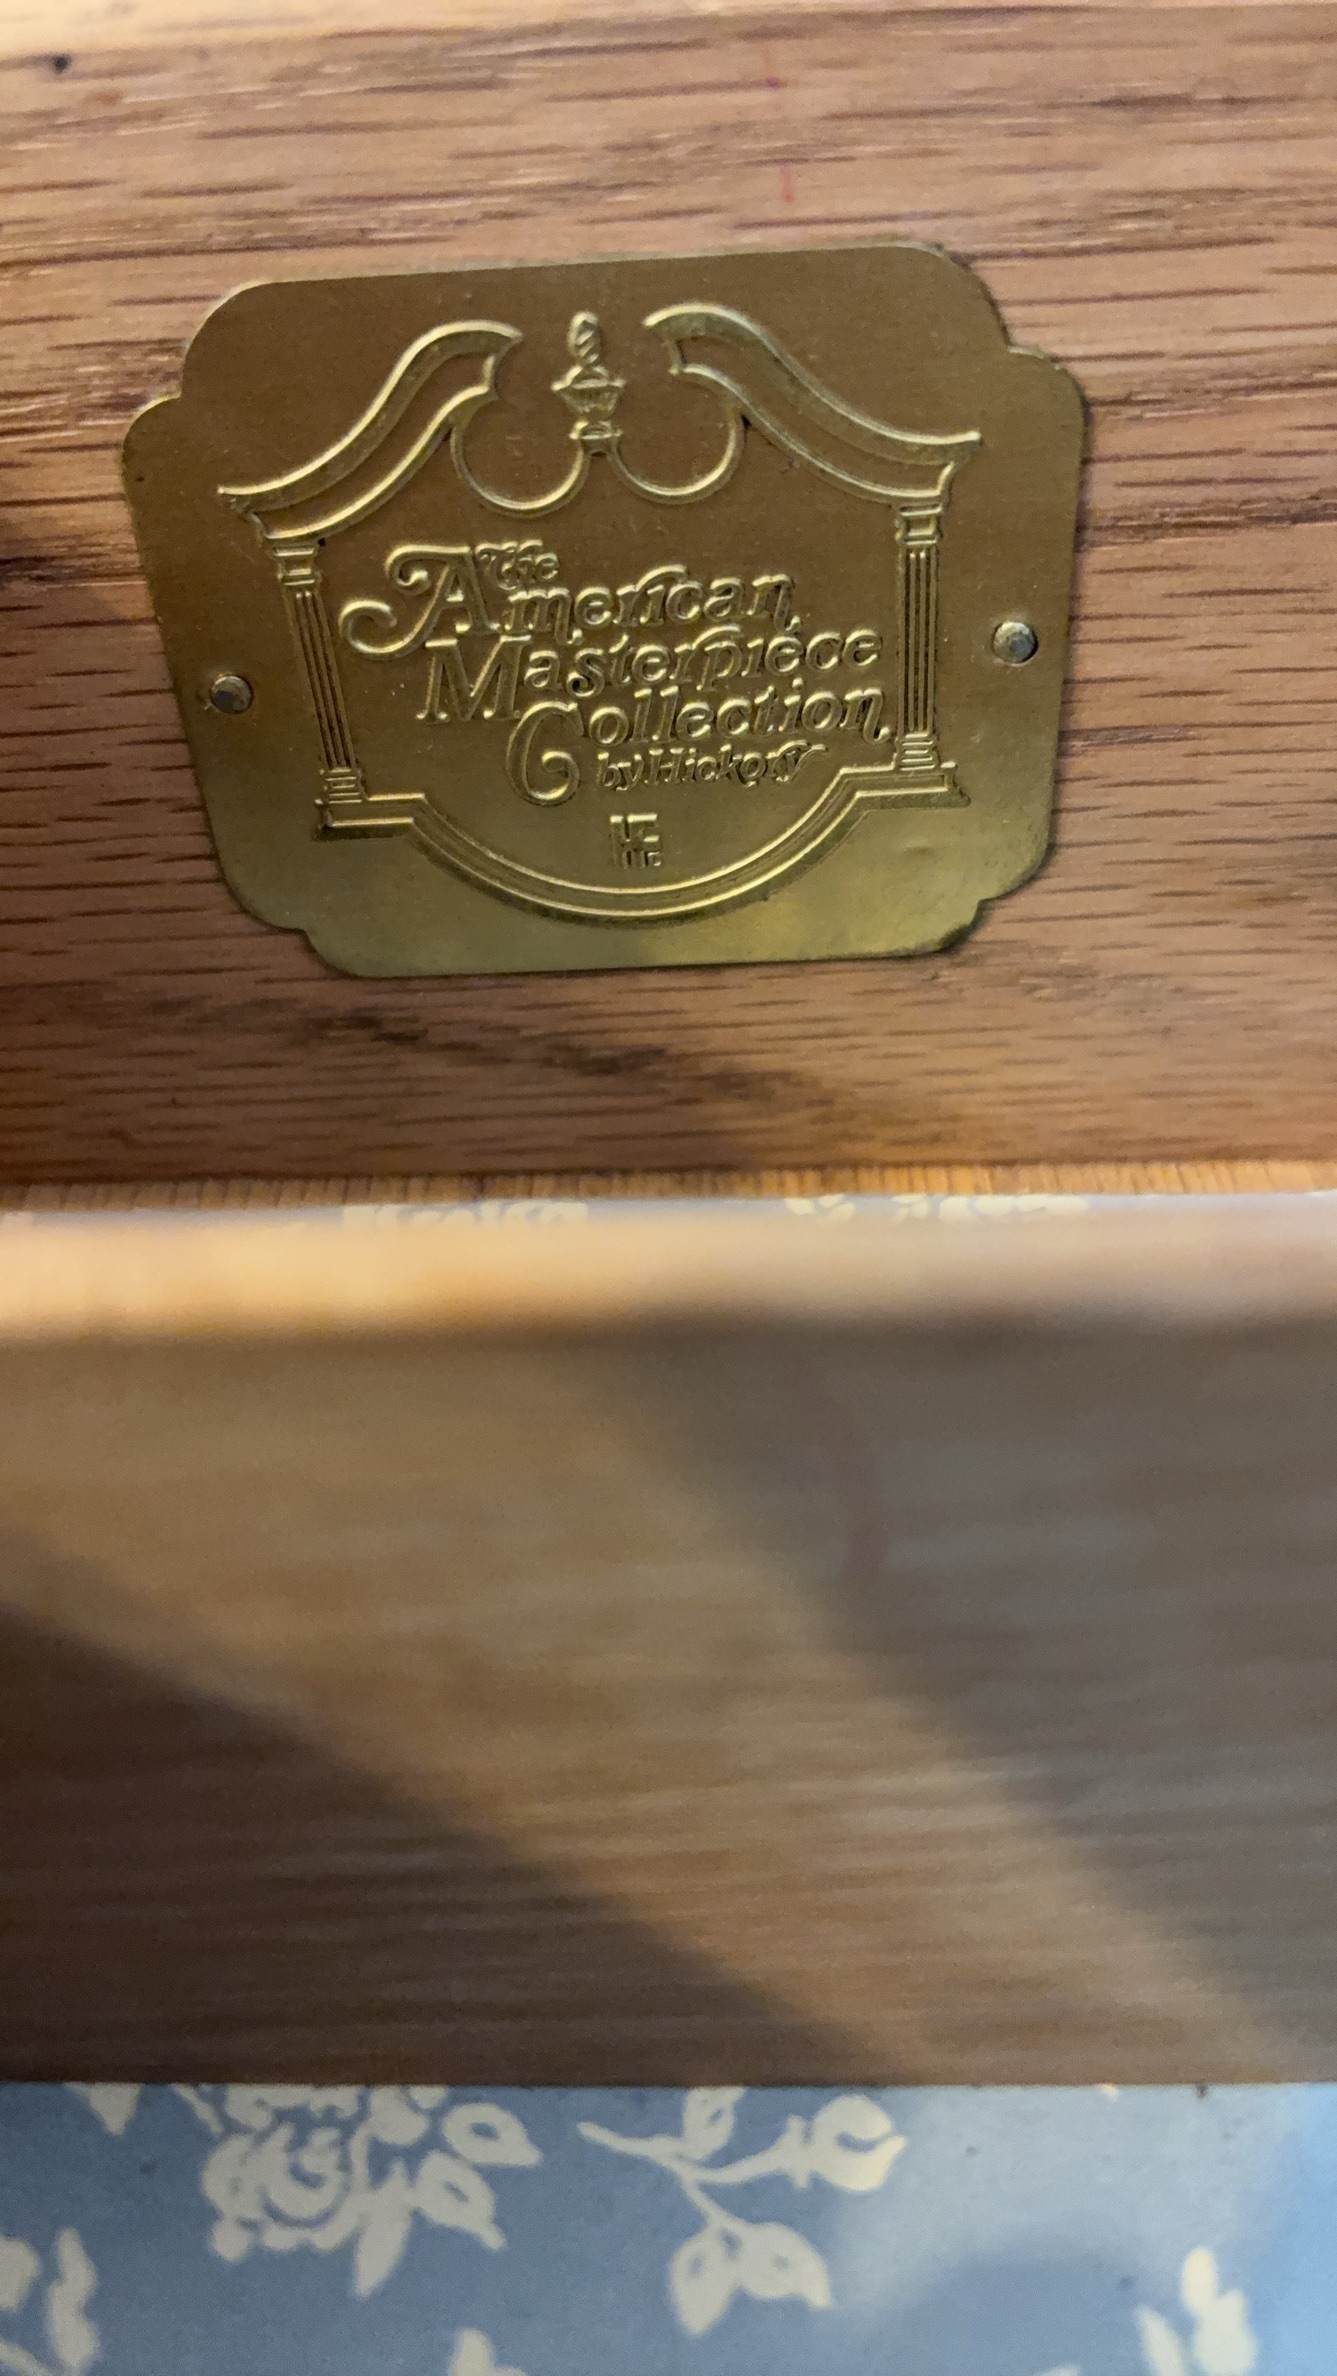 The
American
Masterpiece
Collection
by Hickory